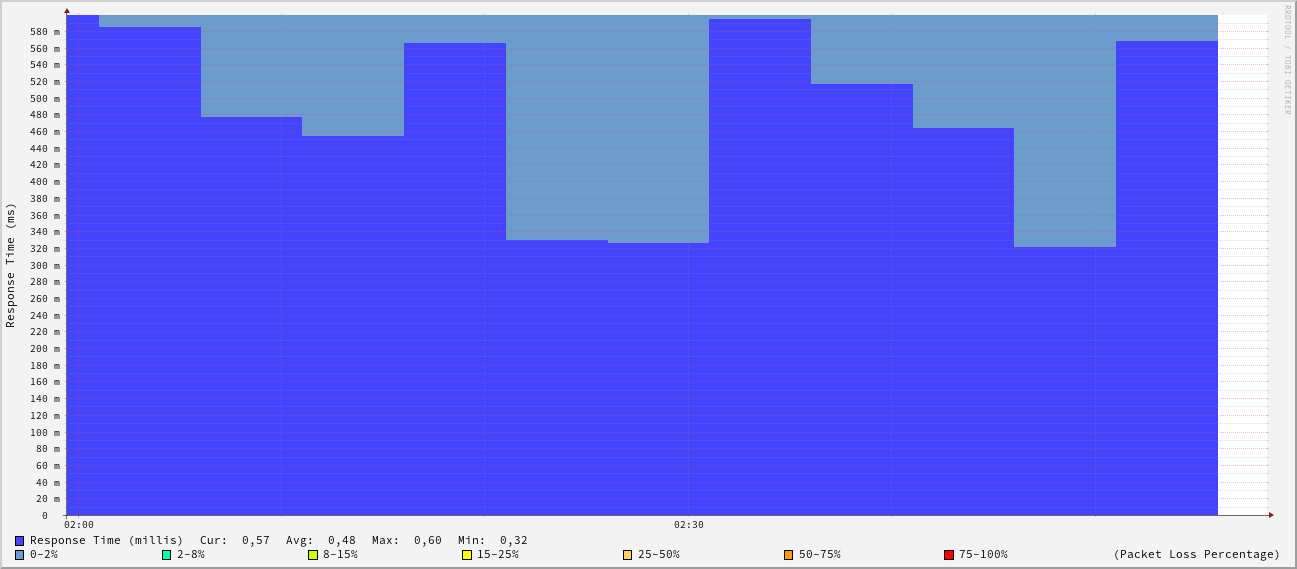 RRDTOOL / TOBI OETIKER
Response Time (ms)
580 m
560 m
540 m
520 m
500 m
480 m
460 m
440 m
420 m
400 m
380 m
360 m
340 m
320 m
300 m
280 m
260 m
240 m
220 m
200 m
180 m
160 m
140 m
120 m
100 m
80 m
60 m
40 m
20 m
0
02:00 02:30
Response Time (millis) Cur: 0,57 Avg: 0,48 Max: 0,60 Min: 0,32
0-2% 2-8% 8-15% 15-25% 25-50% 50-75% 75-100% (Packet Loss Percentage)